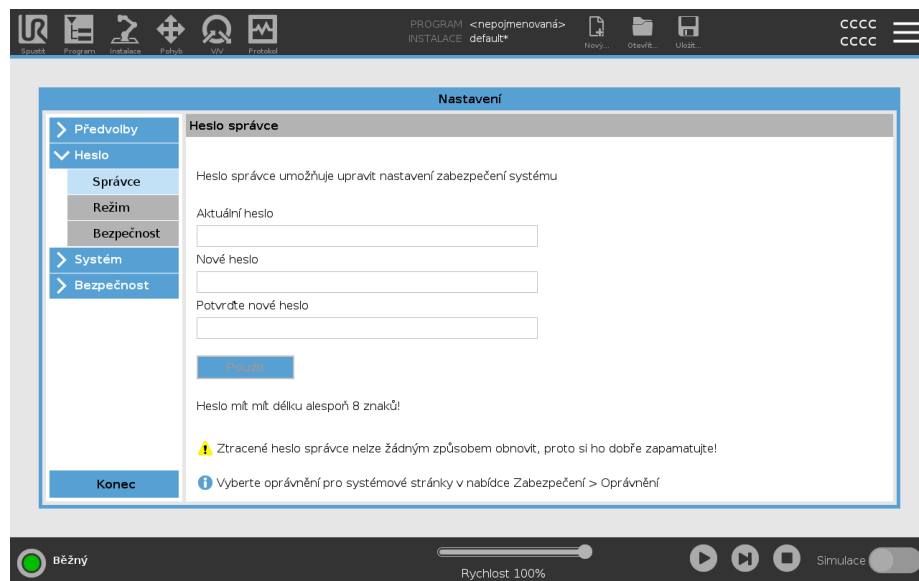 PROGRAM <nepojmenovaná>
INSTALACE default*
CCCC
CCCC
Spustit Program Instalace Pohyb V/V Protokol Nový... Otevřít... Uložit...
Nastavení
Předvolby
Heslo
Správce
Režim
Bezpečnost
Systém
Bezpečnost
Konec
Heslo správce
Heslo správce umožňuje upravit nastavení zabezpečení systému
Aktuální heslo
Nové heslo
Potvrďte nové heslo
Použít
Heslo mít mít délku alespoň 8 znaků!
Ztracené heslo správce nelze žádným způsobem obnovit, proto si ho dobře zapamatujte!
Vyberte oprávnění pro systémové stránky v nabídce Zabezpečení > Oprávnění
Běžný
Rychlost 100%
Simulace